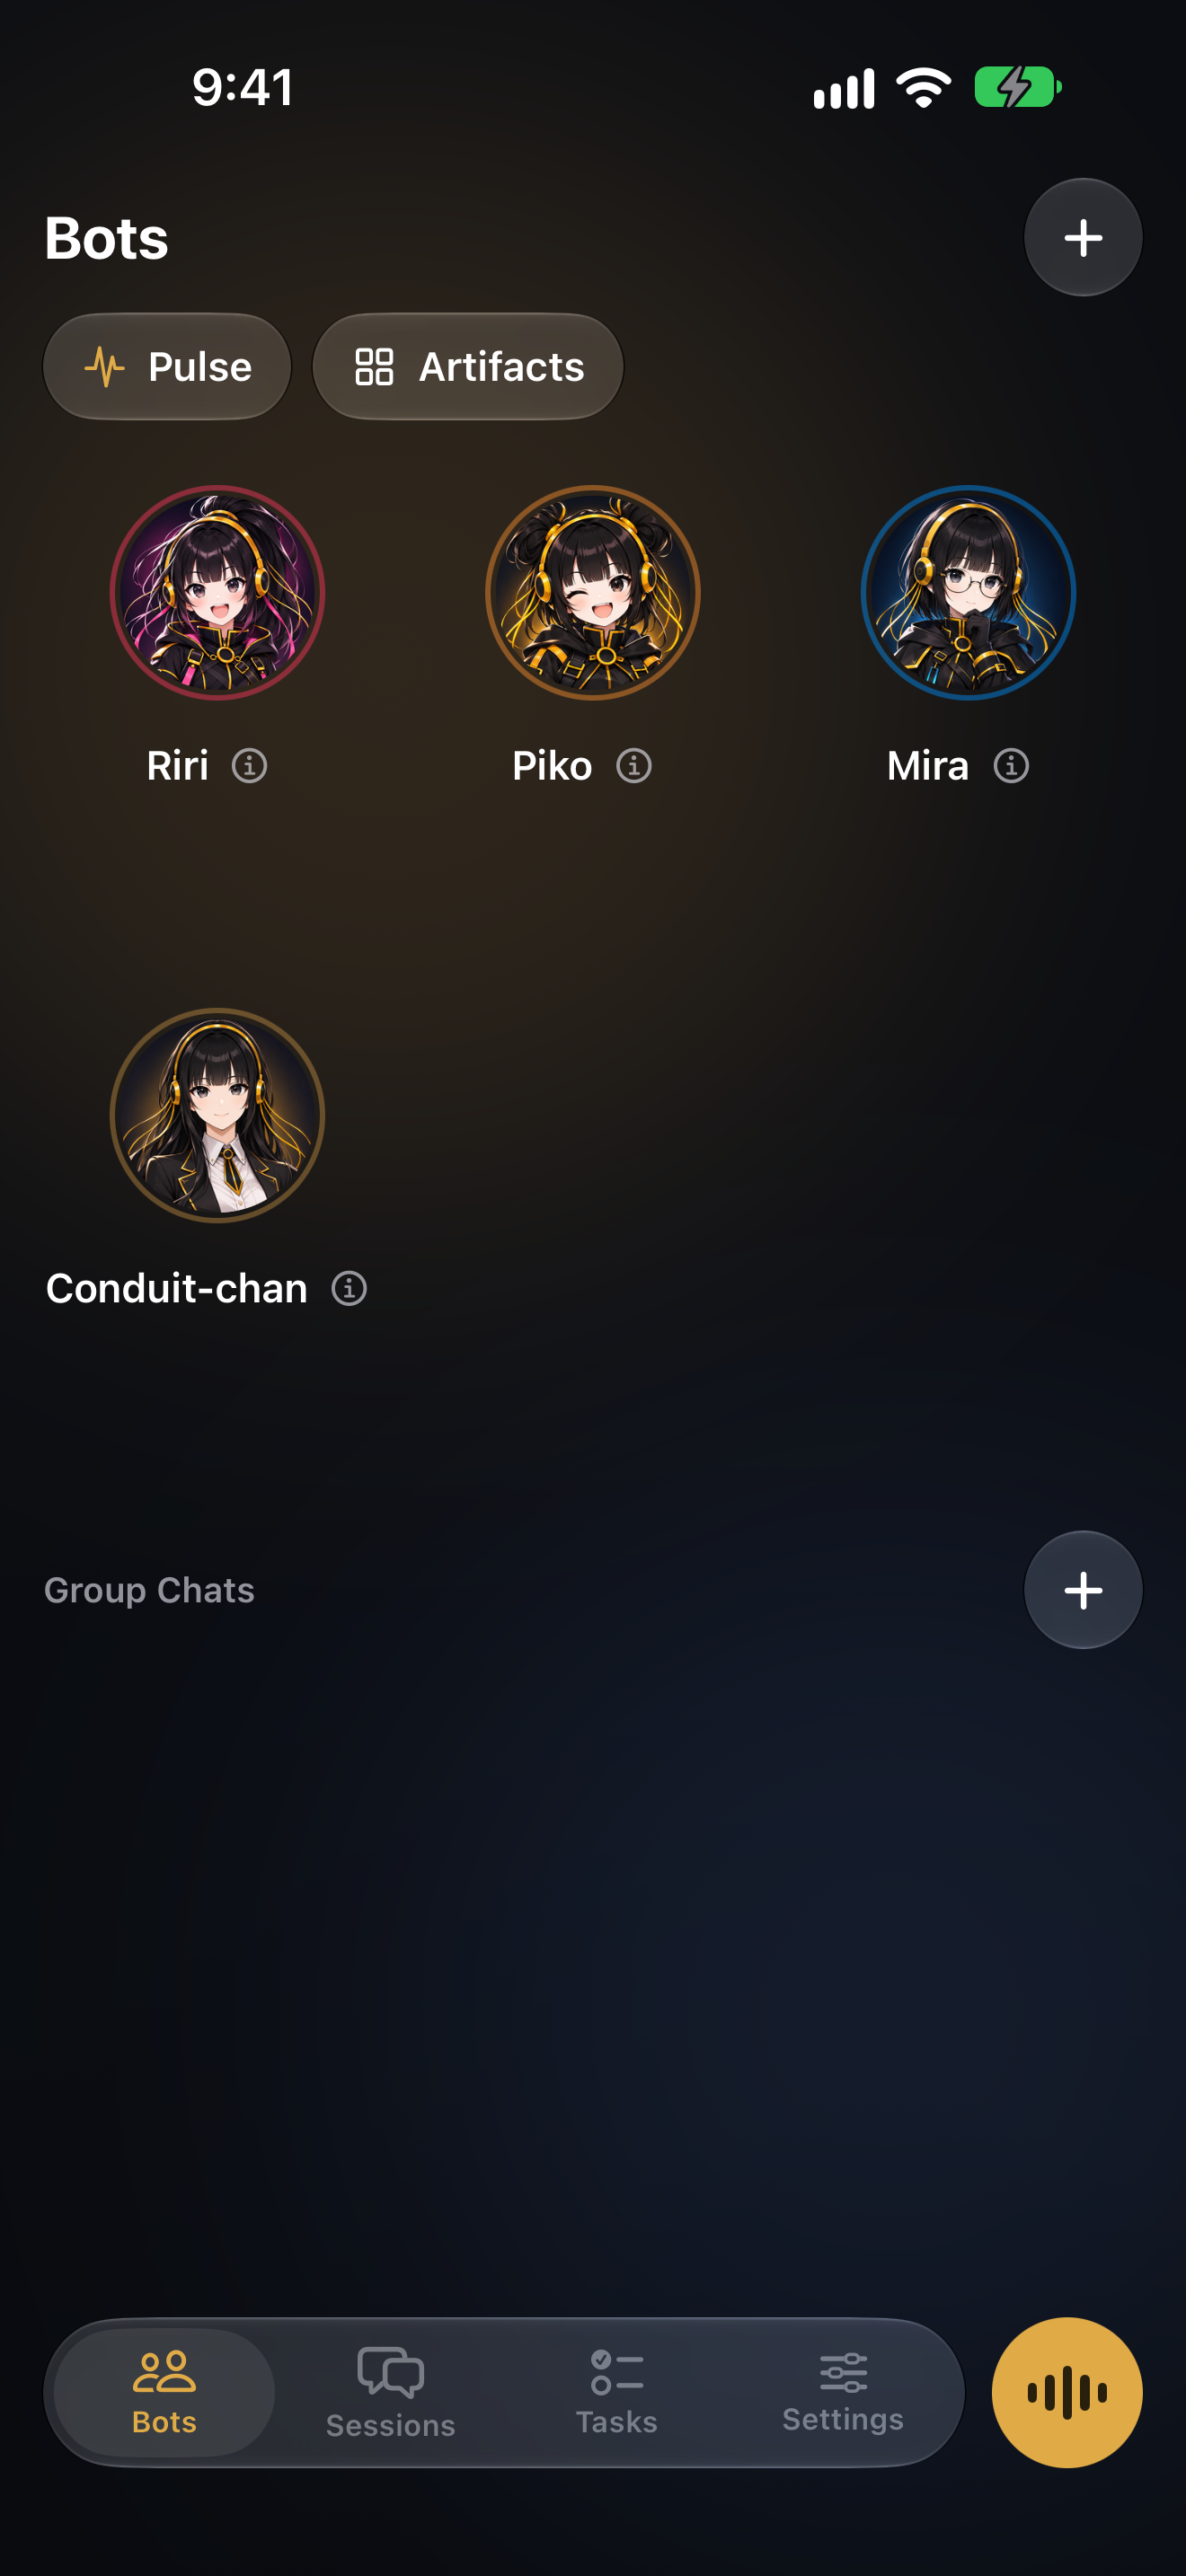 9:41
Bots
Pulse
Artifacts
Riri
Piko
Mira
Conduit-chan
Group Chats
Bots
Sessions
Tasks
Settings